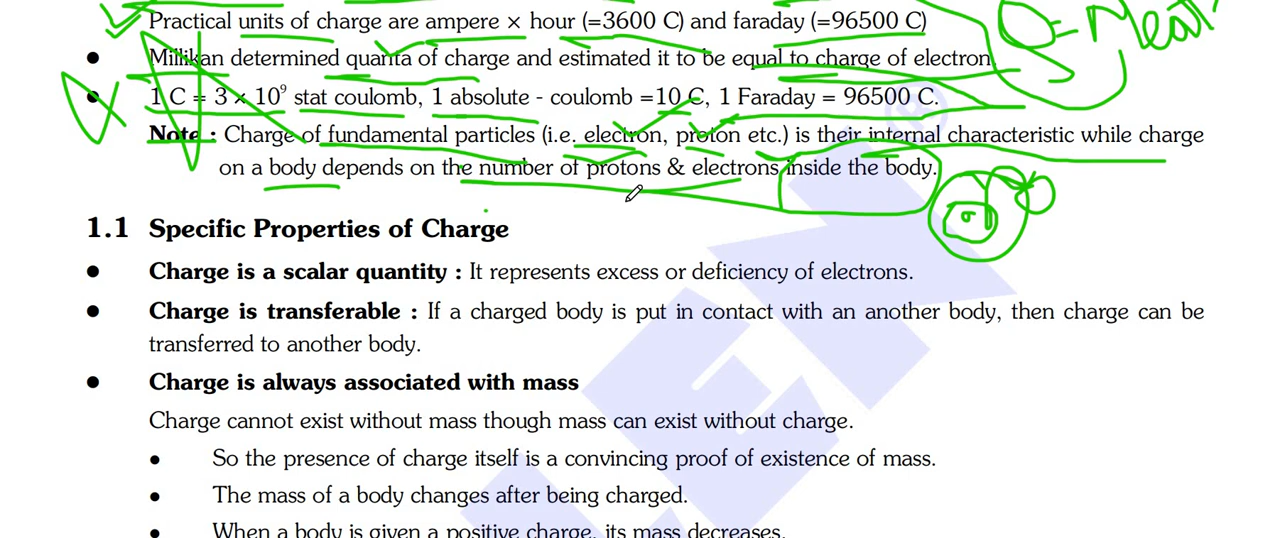 Practical units of charge are ampere × hour (=3600 C) and faraday (=96500 C)
● Millikan determined quanta of charge and estimated it to be equal to charge of electron.
● 1 C = 3 × 10⁹ stat coulomb, 1 absolute - coulomb = 10 C, 1 Faraday = 96500 C.
Note : Charge of fundamental particles (i.e. electron, proton etc.) is their internal characteristic while charge
on a body depends on the number of protons & electrons inside the body.
1.1 Specific Properties of Charge
● Charge is a scalar quantity : It represents excess or deficiency of electrons.
● Charge is transferable : If a charged body is put in contact with an another body, then charge can be
transferred to another body.
● Charge is always associated with mass
Charge cannot exist without mass though mass can exist without charge.
● So the presence of charge itself is a convincing proof of existence of mass.
● The mass of a body changes after being charged.
● When a body is given a positive charge, its mass decreases.